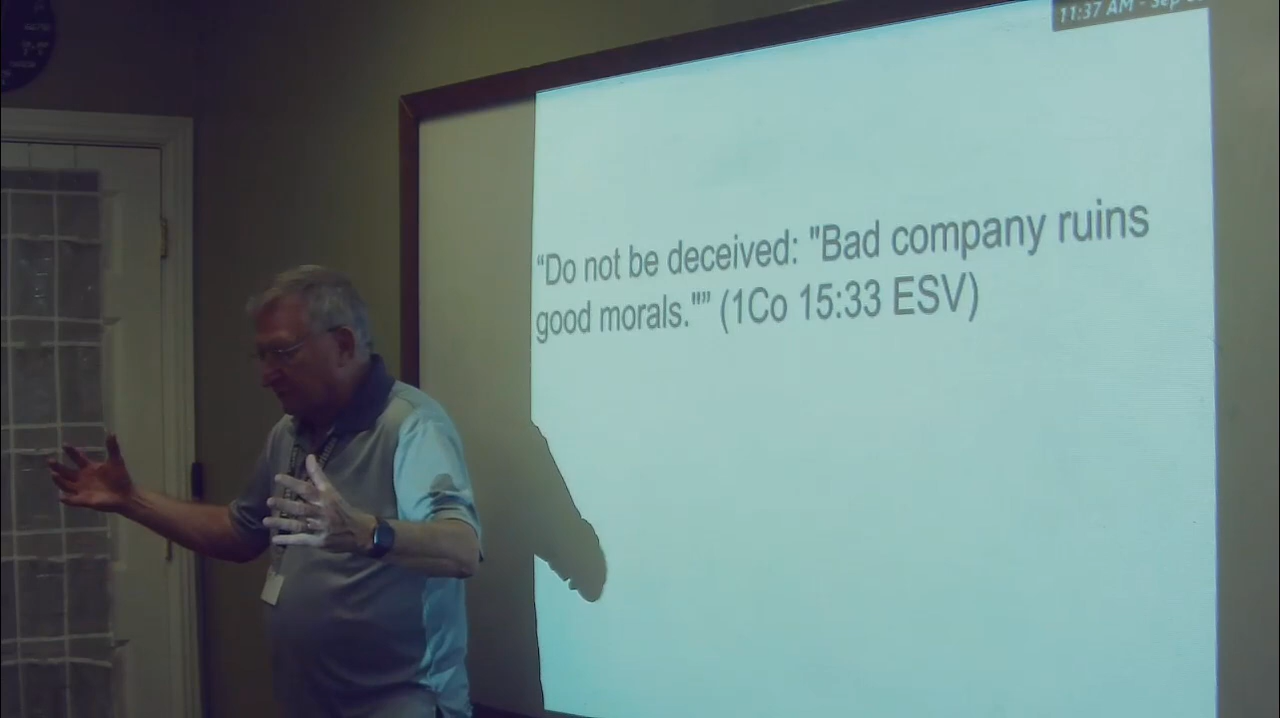 11:37 AM - Sep
“Do not be deceived: "Bad company ruins
good morals."” (1Co 15:33 ESV)